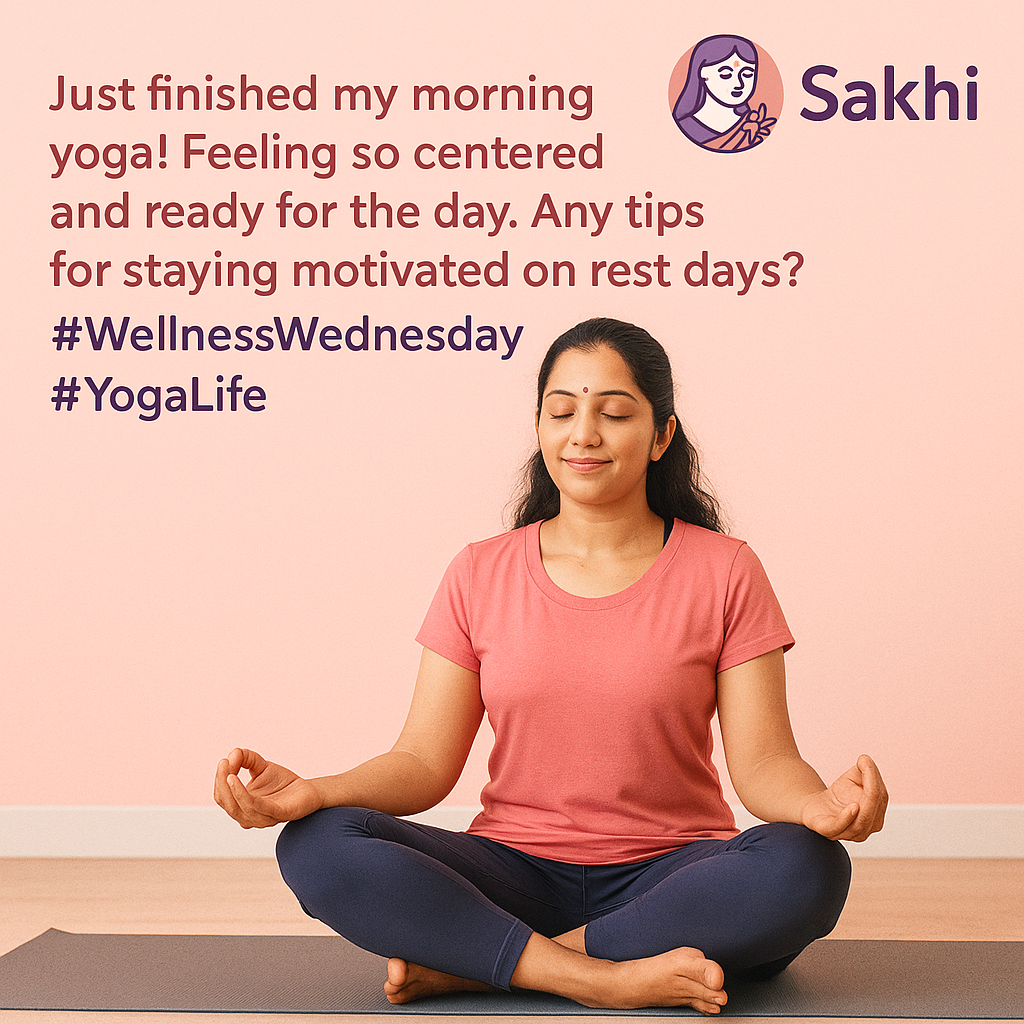 Just finished my morning
yoga! Feeling so centered
and ready for the day. Any tips
for staying motivated on rest days?
#WellnessWednesday
#YogaLife
Sakhi